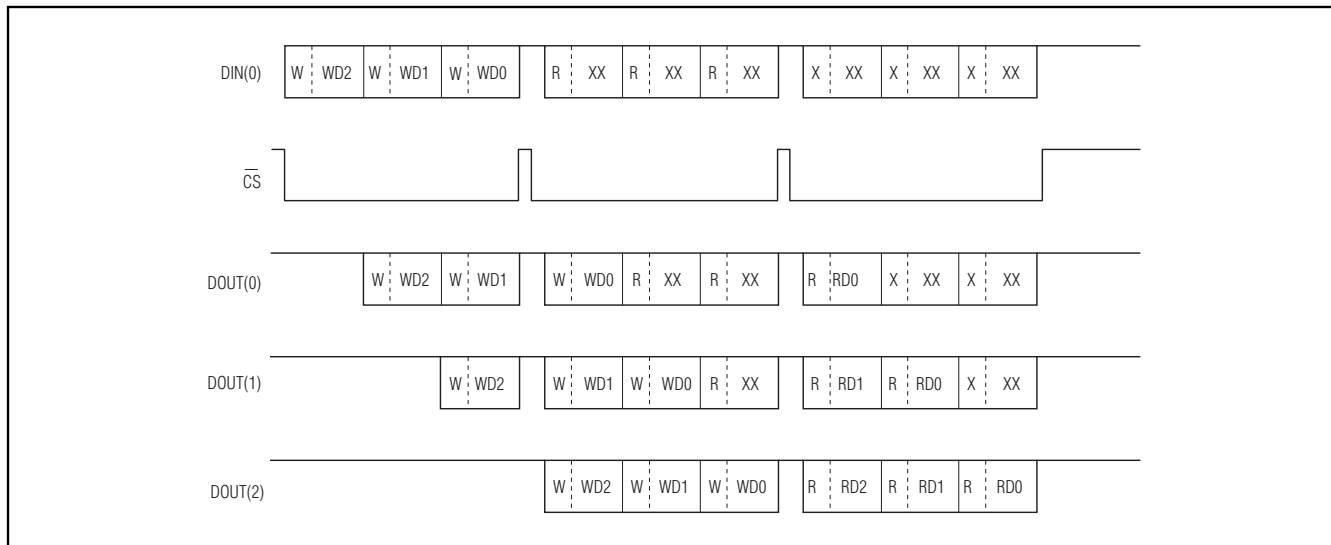 DIN(0) W WD2 W WD1 W WD0 R XX R XX R XX X XX X XX X XX
CS
DOUT(0) W WD2 W WD1 W WD0 R XX R XX R RD0 X XX X XX
DOUT(1) W WD2 W WD1 W WD0 R XX R RD1 R RD0 X XX
DOUT(2) W WD2 W WD1 W WD0 R RD2 R RD1 R RD0